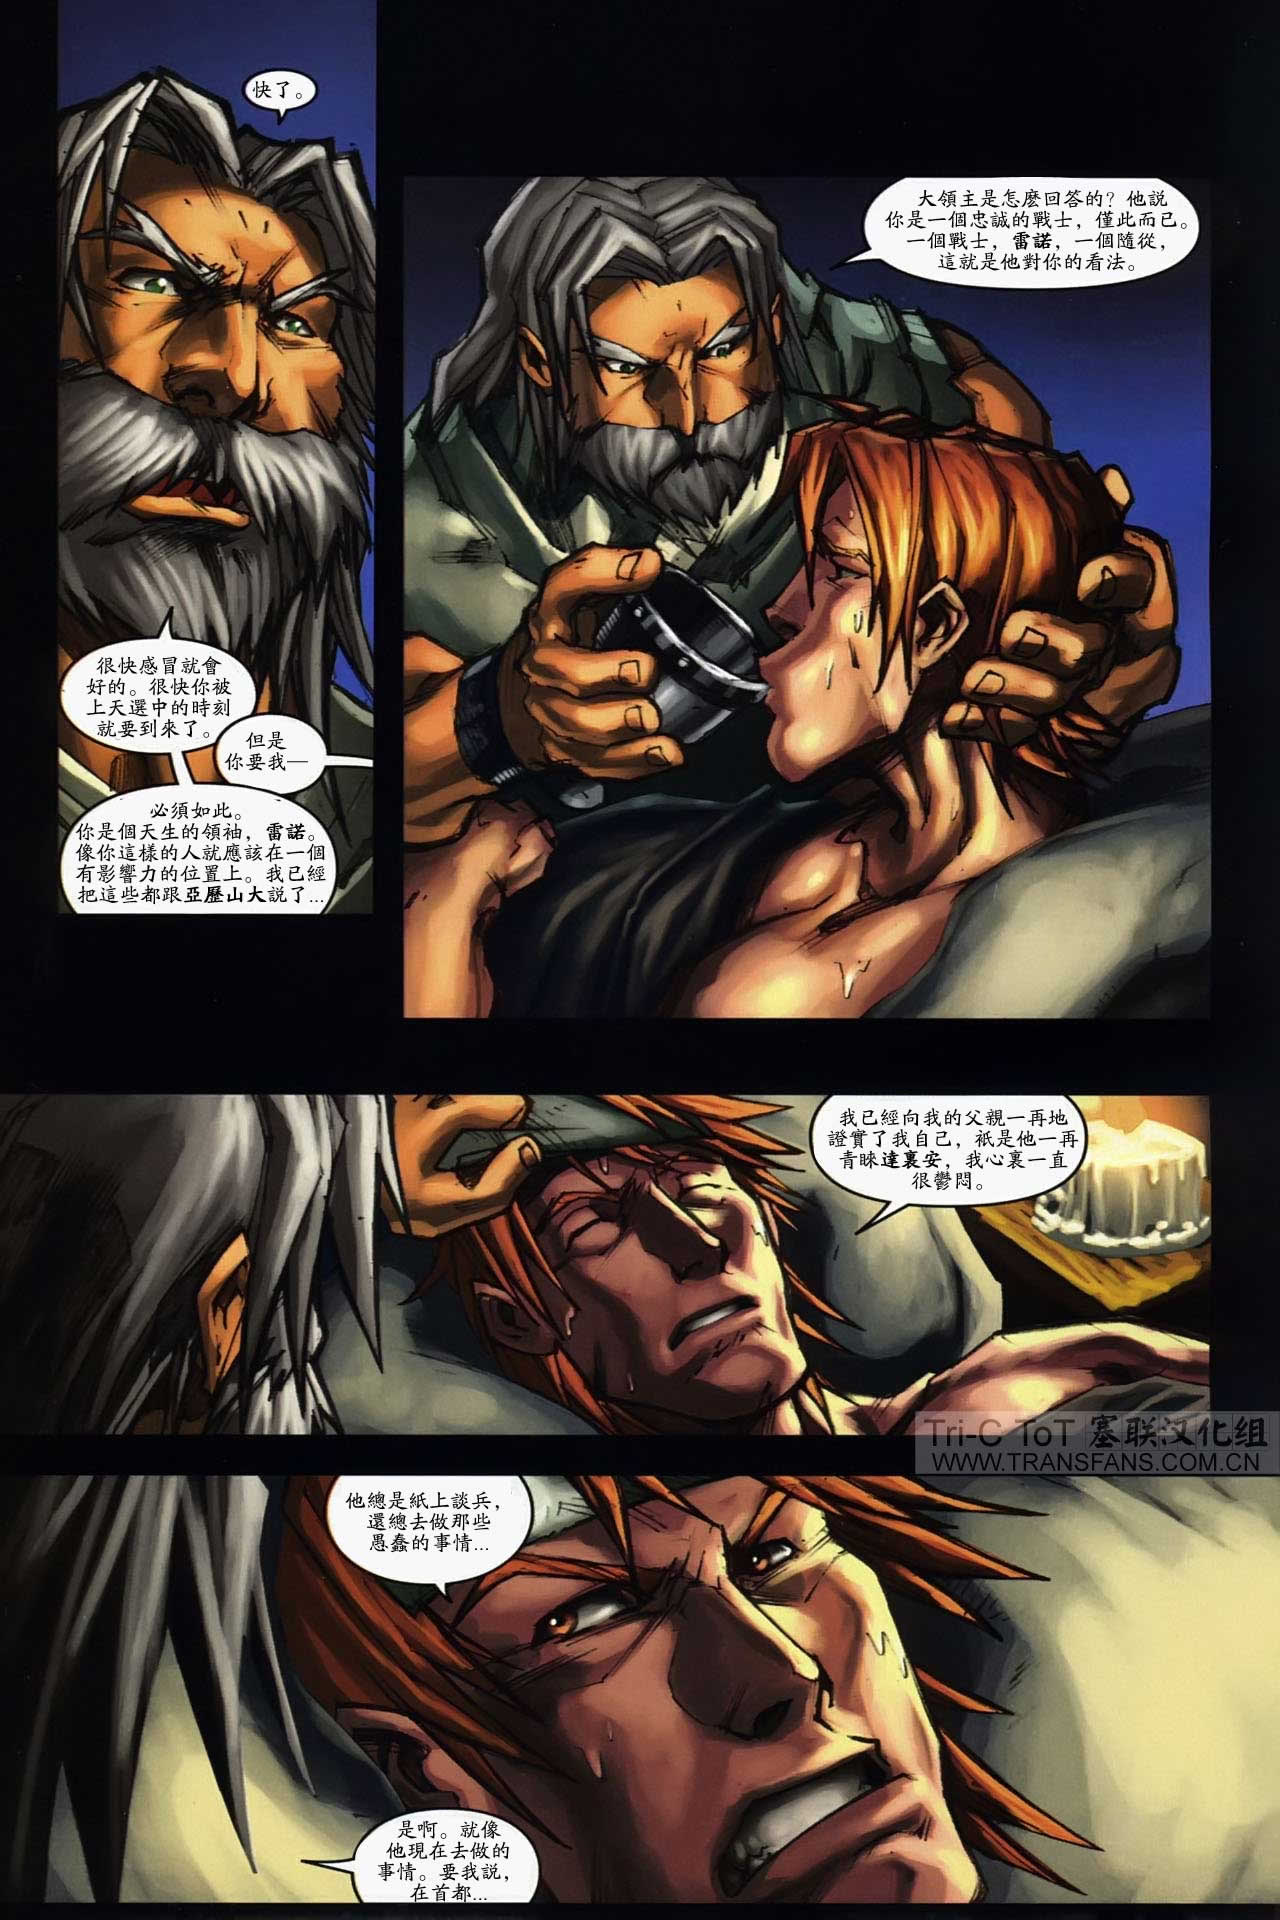 快了。
很快感冒就會
好的。很快你被
上天選中的時刻
就要到來了。
但是
你要我—
必須如此。
你是個天生的領袖，雷諾。
像你這樣的人就應該在一個
有影響力的位置上。我已經
把這些都跟亞歷山大説了...
大領主是怎麽回答的？他説
你是一個忠誠的戰士，僅此而已。
一個戰士，雷諾，一個隨從，
這就是他對你的看法。
我已經向我的父親一再地
證實了我自己，衹是他一再
青睞達裏安，我心裏一直
很鬱悶。
Tri-C ToT 塞联汉化组
WWW.TRANSFANS.COM.CN
他總是紙上談兵，
還總去做那些
愚蠢的事情...
是啊。就像
他現在去做的
事情。要我説，
在首都...